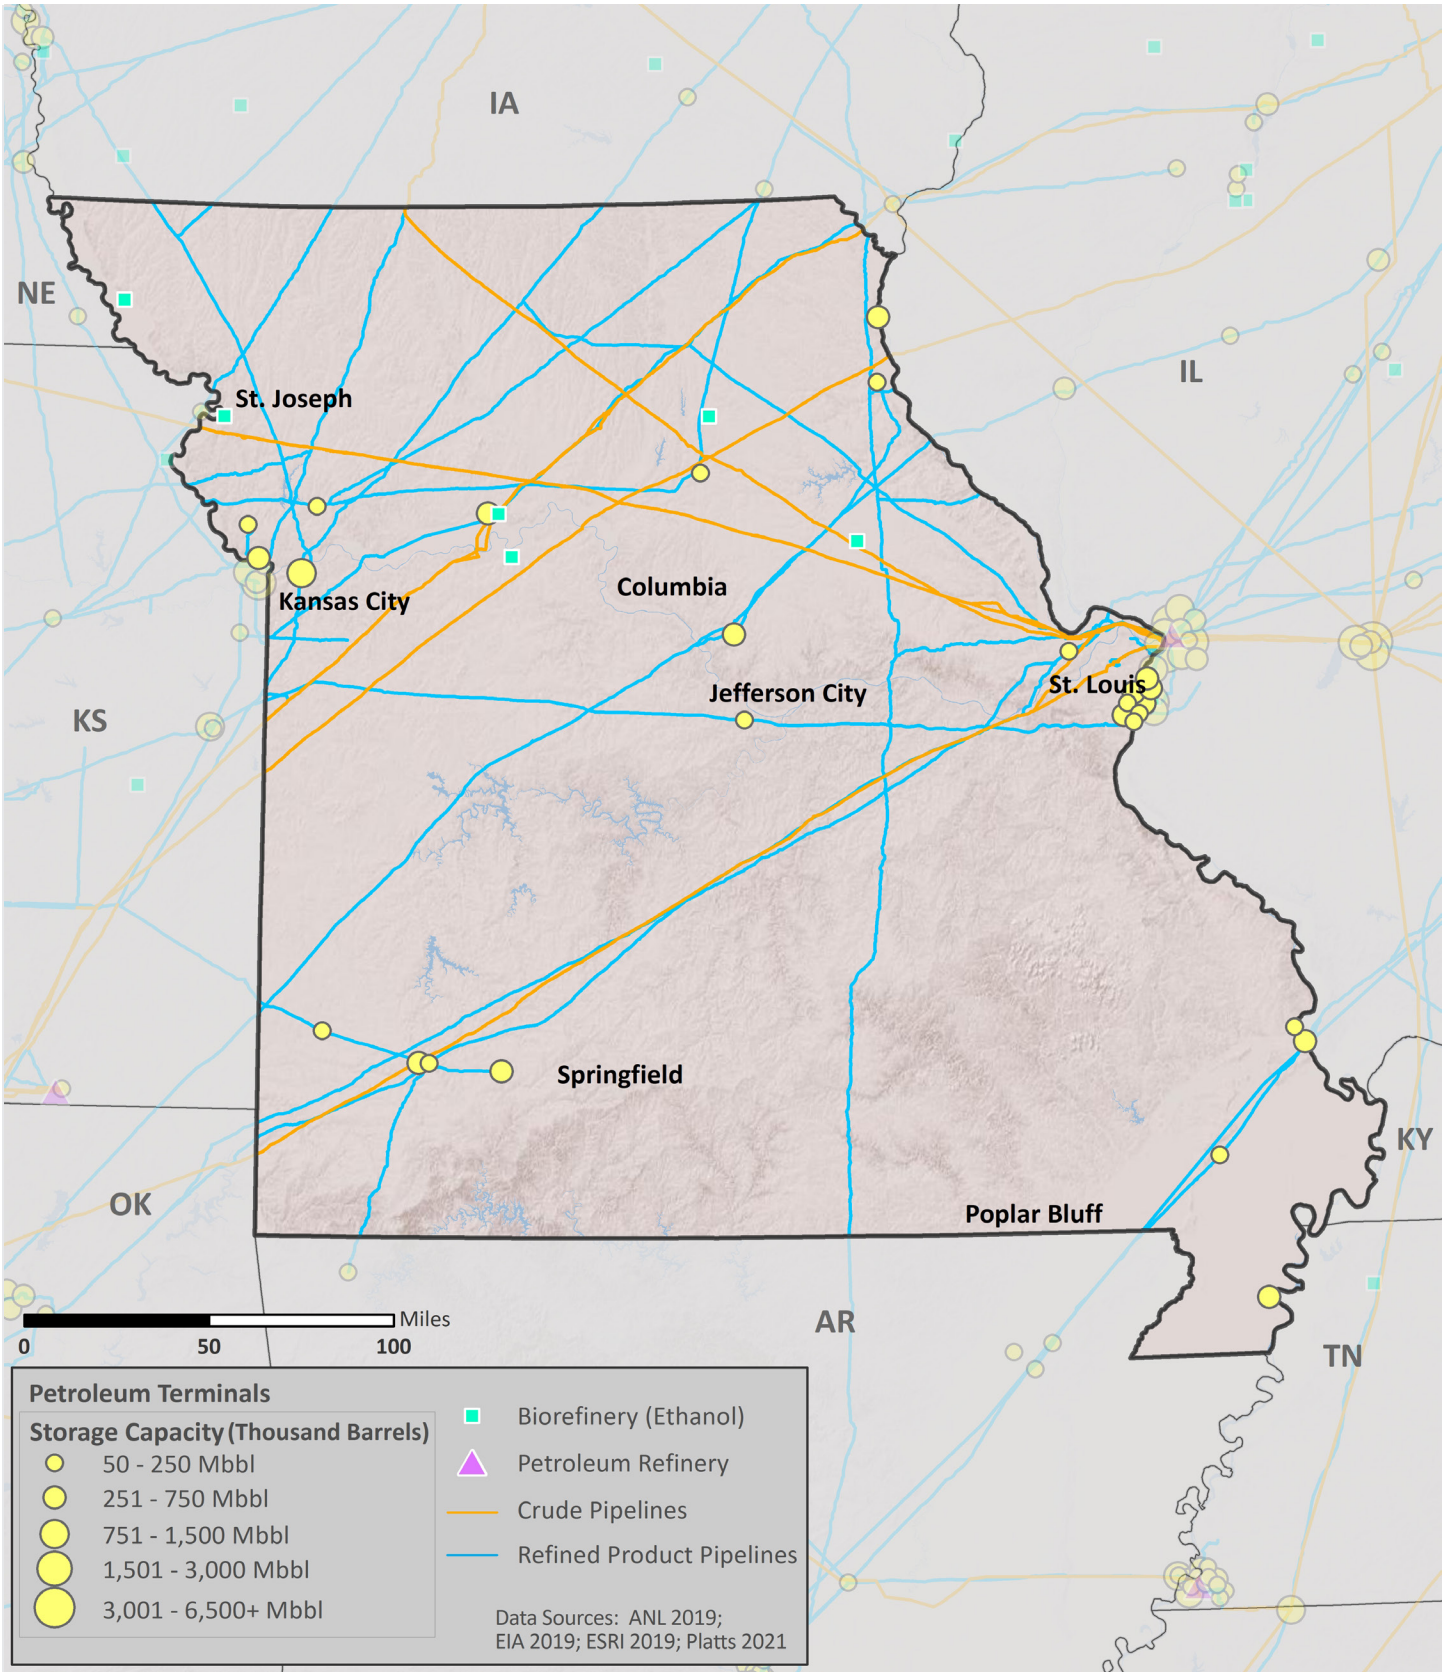 IA
NE
IL
St. Joseph
Columbia
Kansas City
Jefferson City
St. Louis
KS
Springfield
KY
OK
Poplar Bluff
AR
TN
Miles
0 50 100
Petroleum Terminals
Storage Capacity (Thousand Barrels)
50 - 250 Mbbl
251 - 750 Mbbl
751 - 1,500 Mbbl
1,501 - 3,000 Mbbl
3,001 - 6,500+ Mbbl
Biorefinery (Ethanol)
Petroleum Refinery
Crude Pipelines
Refined Product Pipelines
Data Sources: ANL 2019;
EIA 2019; ESRI 2019; Platts 2021